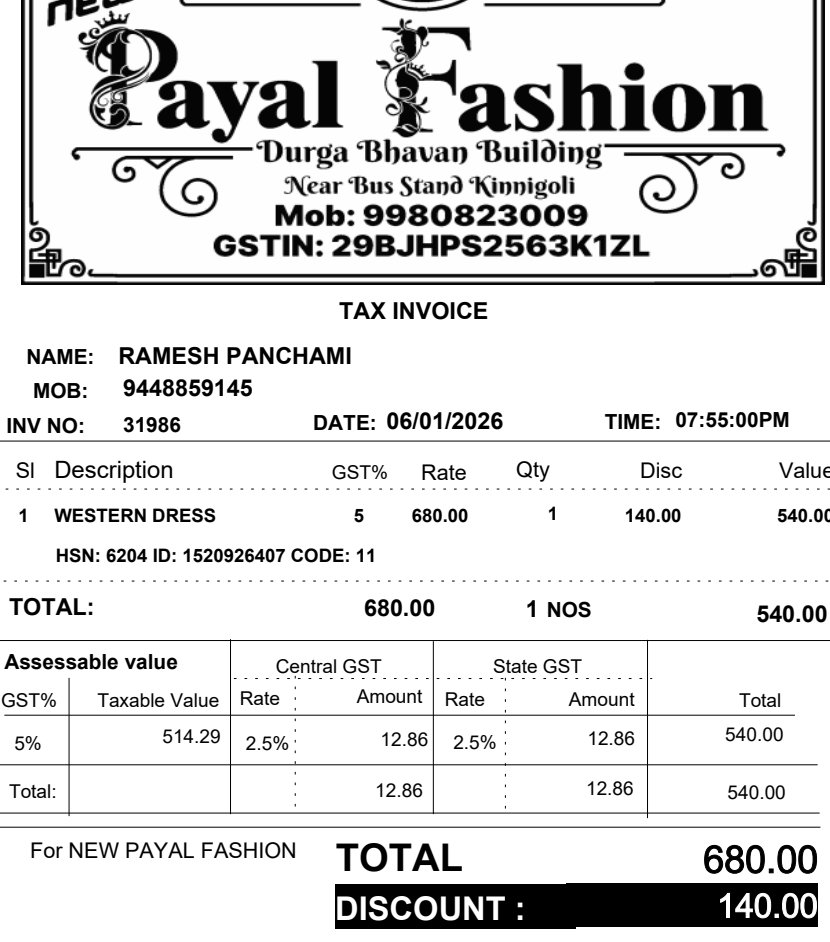 new
Payal Fashion
Durga Bhavan Building
Near Bus Stand Kinnigoli
Mob: 9980823009
GSTIN: 29BJHPS2563K1ZL
TAX INVOICE
NAME: RAMESH PANCHAMI
MOB: 9448859145
INV NO: 31986 DATE: 06/01/2026 TIME: 07:55:00PM
Sl Description GST% Rate Qty Disc Value
1 WESTERN DRESS 5 680.00 1 140.00 540.00
HSN: 6204 ID: 1520926407 CODE: 11
TOTAL: 680.00 1 NOS 540.00
Assessable value Central GST State GST
GST% Taxable Value Rate Amount Rate Amount Total
5% 514.29 2.5% 12.86 2.5% 12.86 540.00
Total: 12.86 12.86 540.00
For NEW PAYAL FASHION TOTAL 680.00
DISCOUNT : 140.00